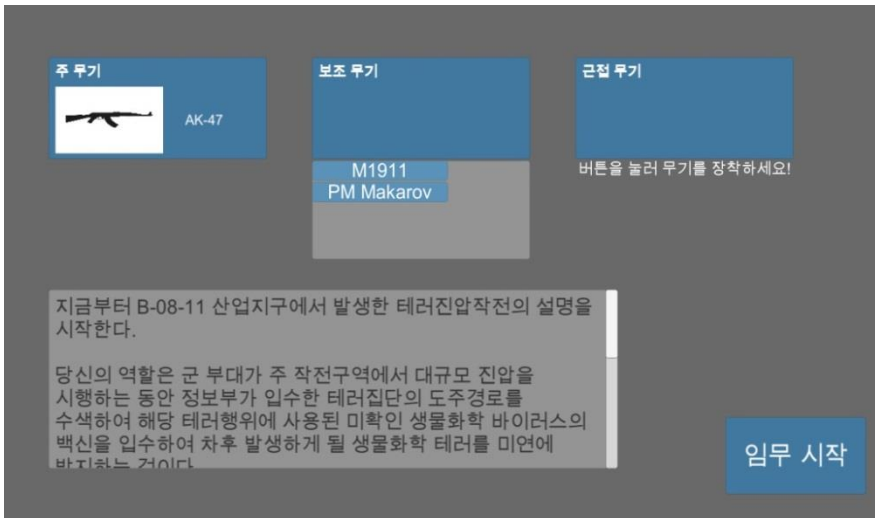 주 무기
AK-47
보조 무기
M1911
PM Makarov
근접 무기
버튼을 눌러 무기를 장착하세요!
지금부터 B-08-11 산업지구에서 발생한 테러진압작전의 설명을
시작한다.
당신의 역할은 군 부대가 주 작전구역에서 대규모 진압을
시행하는 동안 정보부가 입수한 테러집단의 도주경로를
수색하여 해당 테러행위에 사용된 미확인 생물화학 바이러스의
백신을 입수하여 차후 발생하게 될 생물화학 테러를 미연에
방지하는 것이다
임무 시작